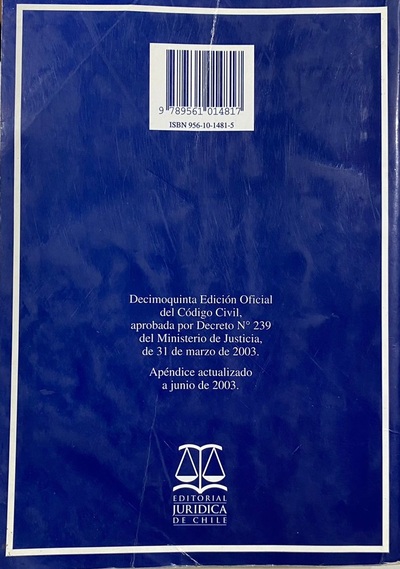 9 789561 014817
ISBN 956-10-1481-5
Decimoquinta Edición Oficial
del Código Civil,
aprobada por Decreto N° 239
del Ministerio de Justicia,
de 31 de marzo de 2003.
Apéndice actualizado
a junio de 2003.
EDITORIAL
JURIDICA
DE CHILE